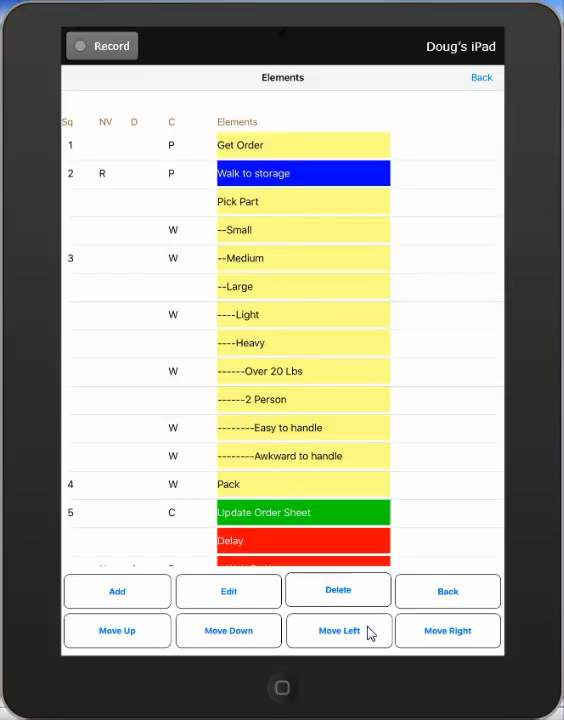 Record Doug's iPad
Elements Back
Sq NV D C Elements
1 P Get Order
2 R P Walk to storage
Pick Part
W --Small
3 W --Medium
--Large
W ----Light
----Heavy
W ------Over 20 Lbs
------2 Person
W --------Easy to handle
W --------Awkward to handle
4 W Pack
5 C Update Order Sheet
Delay
Add Edit Delete Back
Move Up Move Down Move Left Move Right